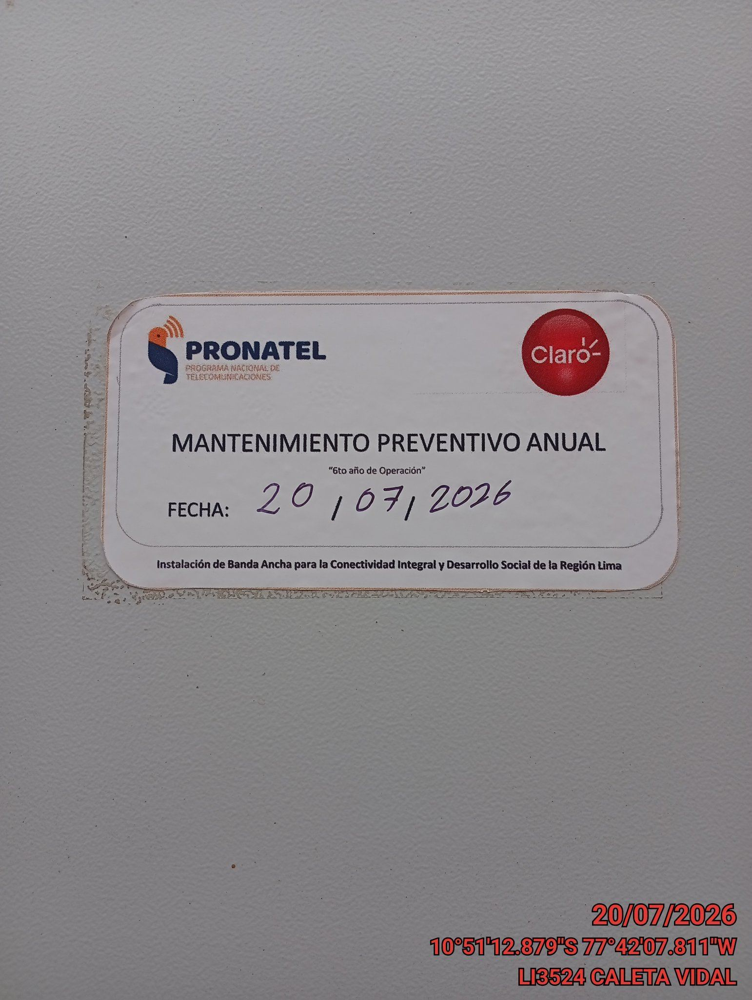 PRONATEL
PROGRAMA NACIONAL DE
TELECOMUNICACIONES
Claro
MANTENIMIENTO PREVENTIVO ANUAL
“6to año de Operación”
FECHA: 20 / 07 / 2026
Instalación de Banda Ancha para la Conectividad Integral y Desarrollo Social de la Región Lima
20/07/2026
10°51'12.879"S 77°42'07.811"W
LI3524 CALETA VIDAL